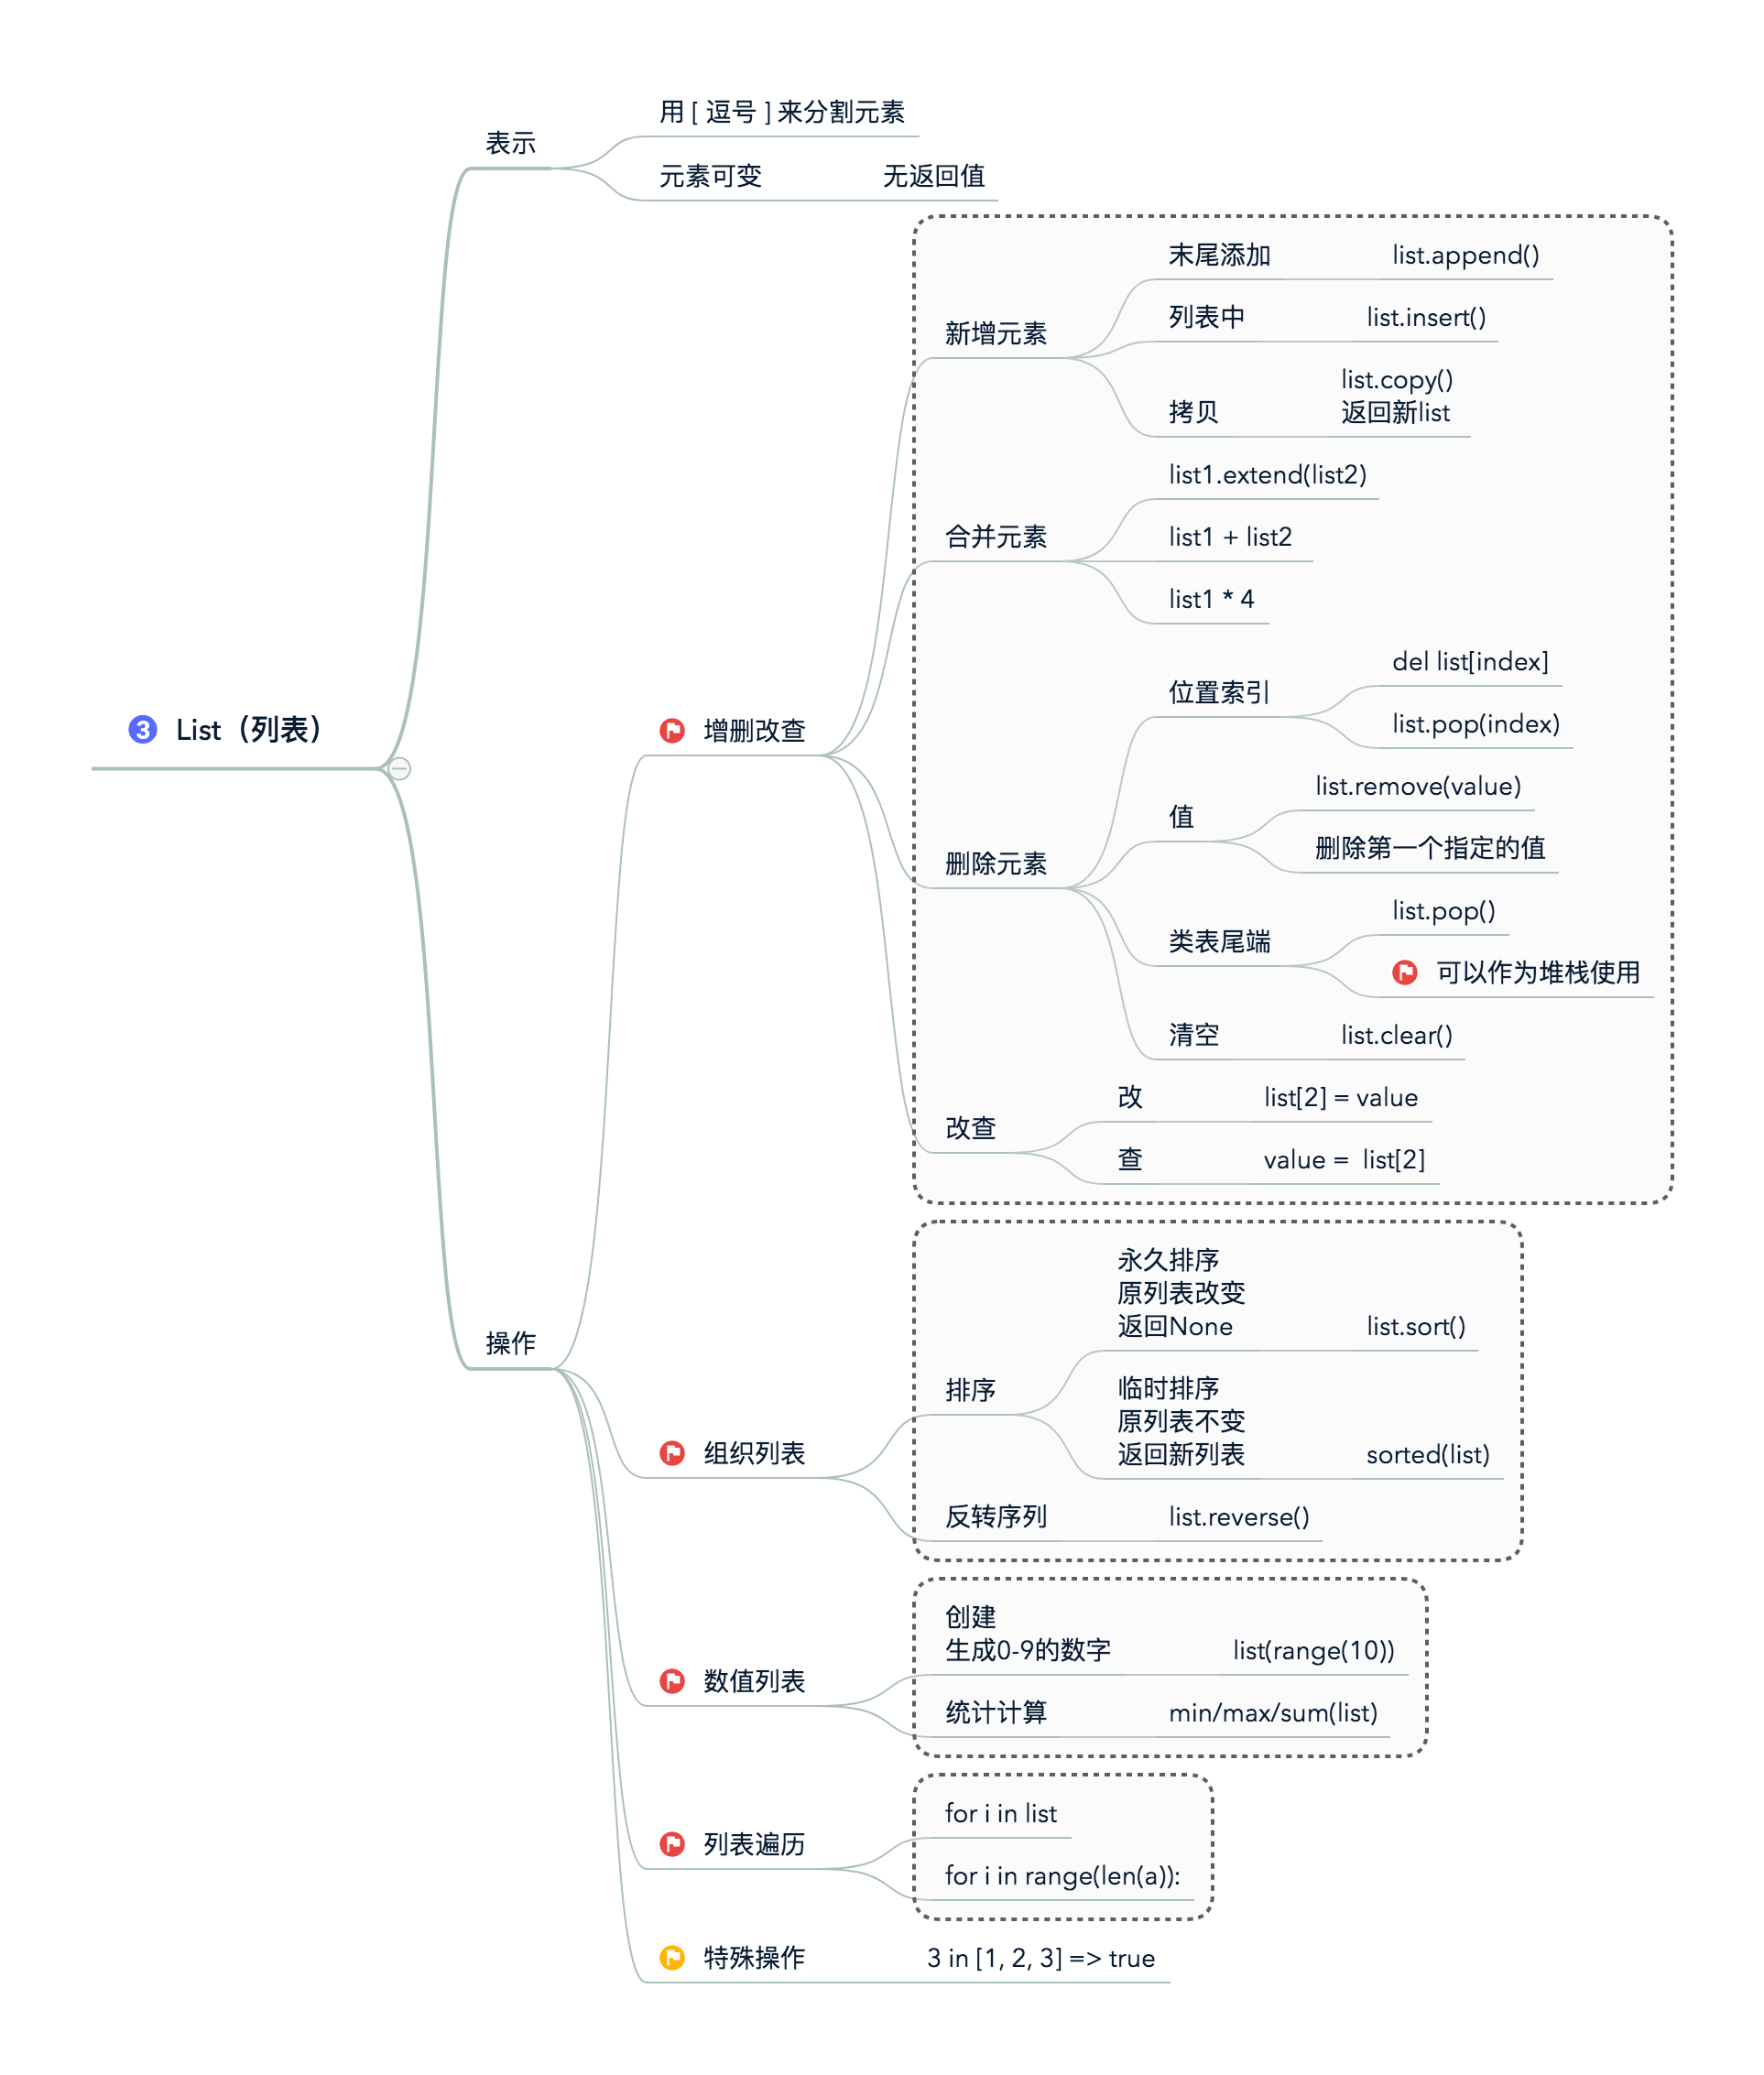 3 List（列表）
表示
用 [ 逗号 ] 来分割元素
元素可变 无返回值
操作
增删改查
新增元素
末尾添加 list.append()
列表中 list.insert()
拷贝
list.copy()
返回新list
合并元素
list1.extend(list2)
list1 + list2
list1 * 4
删除元素
位置索引
del list[index]
list.pop(index)
值
list.remove(value)
删除第一个指定的值
类表尾端
list.pop()
可以作为堆栈使用
清空 list.clear()
改查
改 list[2] = value
查 value =  list[2]
组织列表
排序
永久排序
原列表改变
返回None list.sort()
临时排序
原列表不变
返回新列表 sorted(list)
反转序列 list.reverse()
数值列表
创建
生成0-9的数字 list(range(10))
统计计算 min/max/sum(list)
列表遍历
for i in list
for i in range(len(a)):
特殊操作 3 in [1, 2, 3] => true